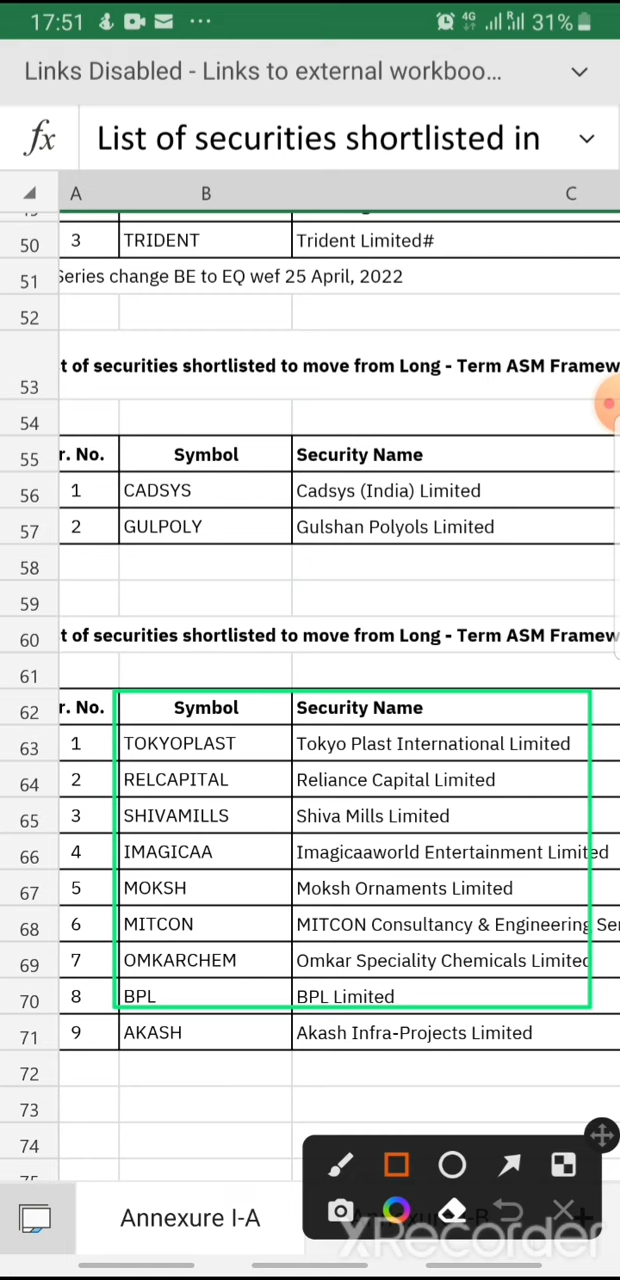 17:51 4G R 31%
Links Disabled - Links to external workboo...
fx List of securities shortlisted in
A B C
50 3 TRIDENT Trident Limited#
51 Series change BE to EQ wef 25 April, 2022
52
53 t of securities shortlisted to move from Long - Term ASM Framew
54
55 r. No. Symbol Security Name
56 1 CADSYS Cadsys (India) Limited
57 2 GULPOLY Gulshan Polyols Limited
58
59
60 t of securities shortlisted to move from Long - Term ASM Framew
61
62 r. No. Symbol Security Name
63 1 TOKYOPLAST Tokyo Plast International Limited
64 2 RELCAPITAL Reliance Capital Limited
65 3 SHIVAMILLS Shiva Mills Limited
66 4 IMAGICAA Imagicaaworld Entertainment Limited
67 5 MOKSH Moksh Ornaments Limited
68 6 MITCON MITCON Consultancy & Engineering Ser
69 7 OMKARCHEM Omkar Speciality Chemicals Limited
70 8 BPL BPL Limited
71 9 AKASH Akash Infra-Projects Limited
72
73
74
Annexure I-A
XRecorder